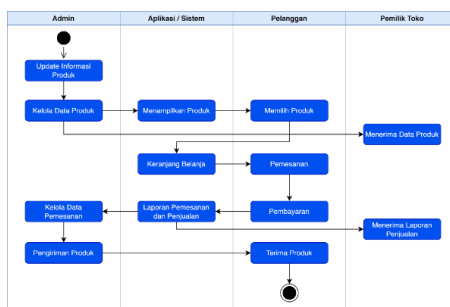 Admin
Aplikasi / Sistem
Pelanggan
Pemilik Toko
Update Informasi
Produk
Kelola Data Produk
Menampilkan Produk
Memilih Produk
Menerima Data Produk
Keranjang Belanja
Pemesanan
Kelola Data
Pemesanan
Laporan Pemesanan
dan Penjualan
Pembayaran
Menerima Laporan
Penjualan
Pengiriman Produk
Terima Produk